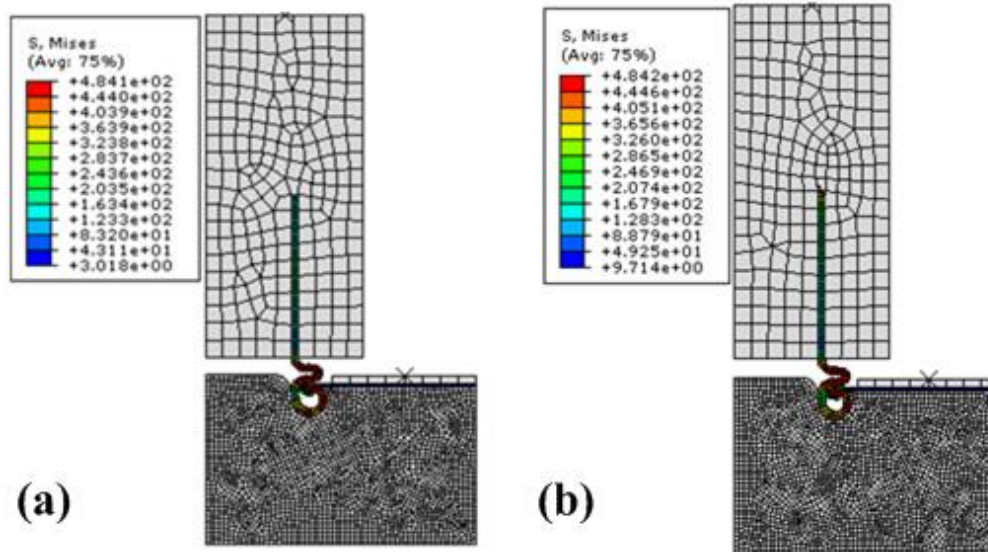 S, Mises
(Avg: 75%)
+4.841e+02
+4.440e+02
+4.039e+02
+3.639e+02
+3.238e+02
+2.837e+02
+2.436e+02
+2.035e+02
+1.634e+02
+1.233e+02
+8.320e+01
+4.311e+01
+3.018e+00
(a)
S, Mises
(Avg: 75%)
+4.842e+02
+4.446e+02
+4.051e+02
+3.656e+02
+3.260e+02
+2.865e+02
+2.469e+02
+2.074e+02
+1.679e+02
+1.283e+02
+8.879e+01
+4.925e+01
+9.714e+00
(b)